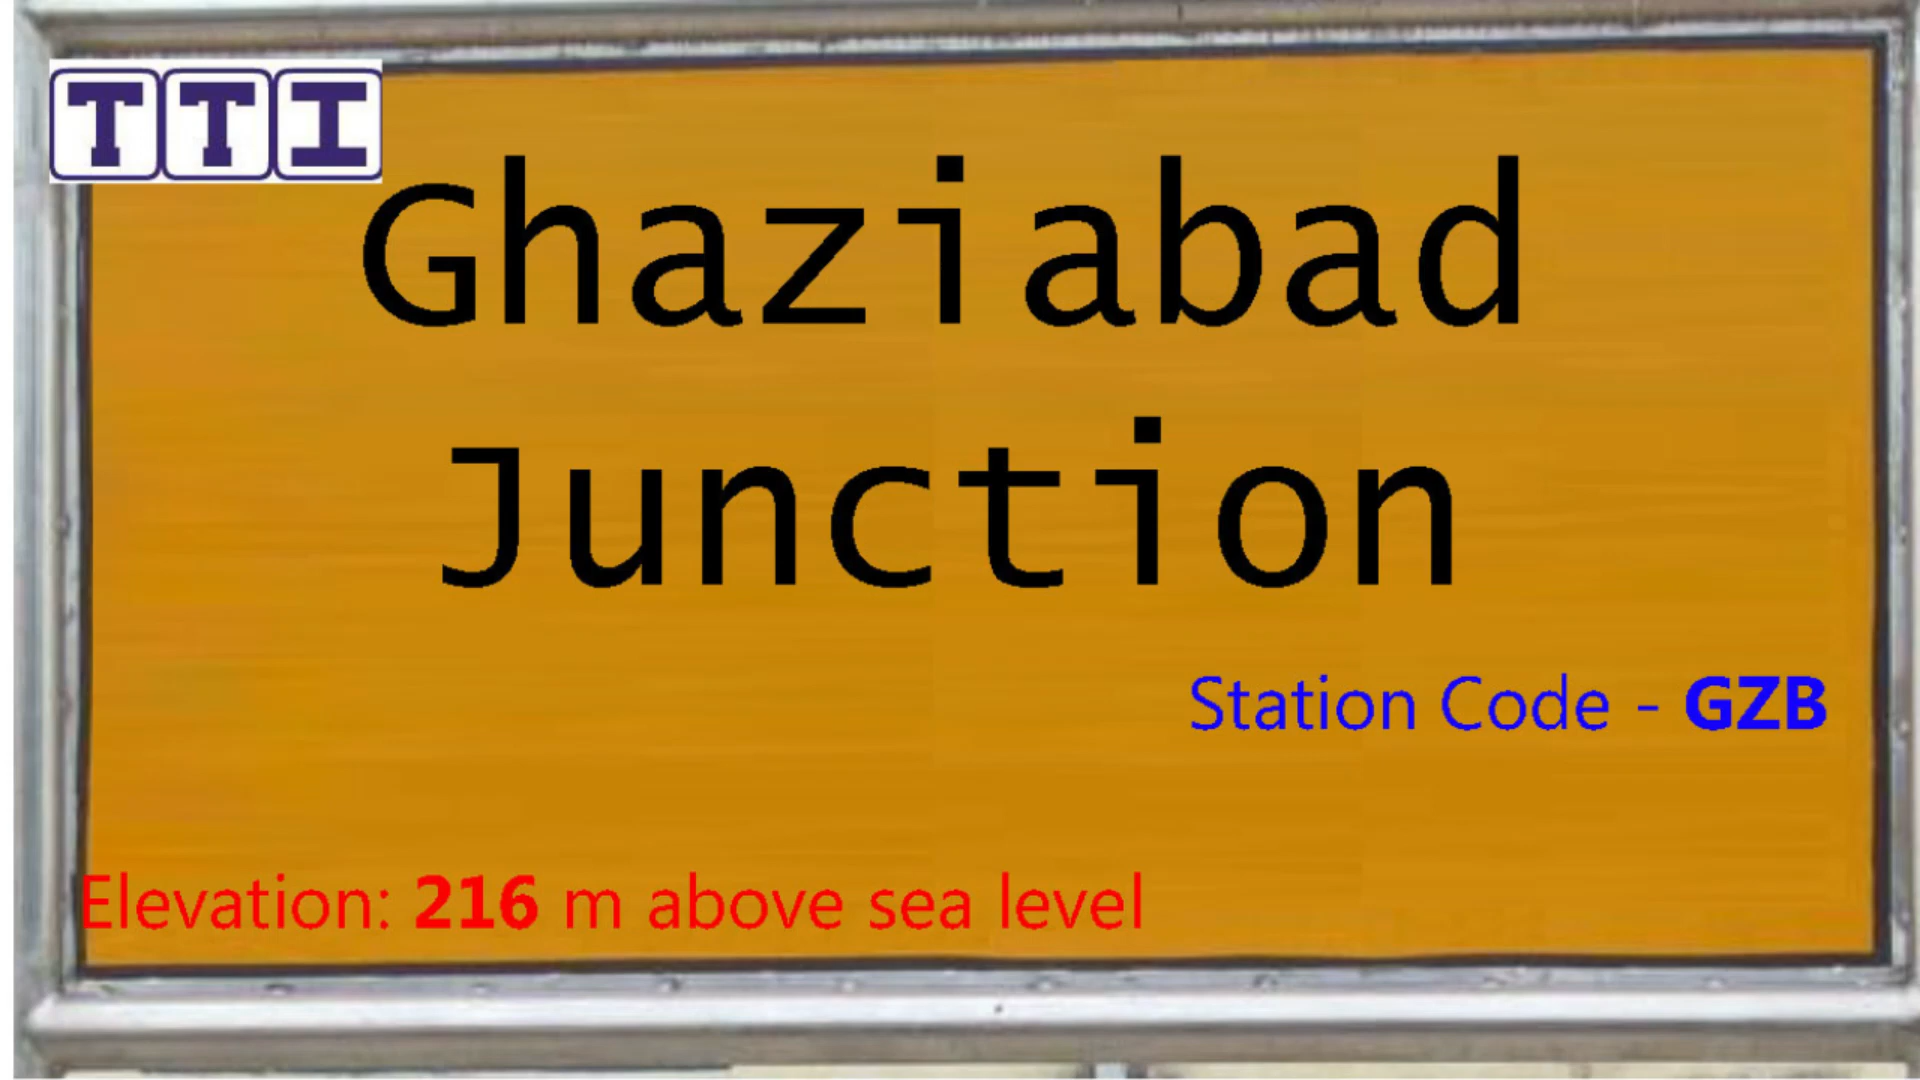 TTI
Ghaziabad
Junction
Station Code - GZB
Elevation: 216 m above sea level